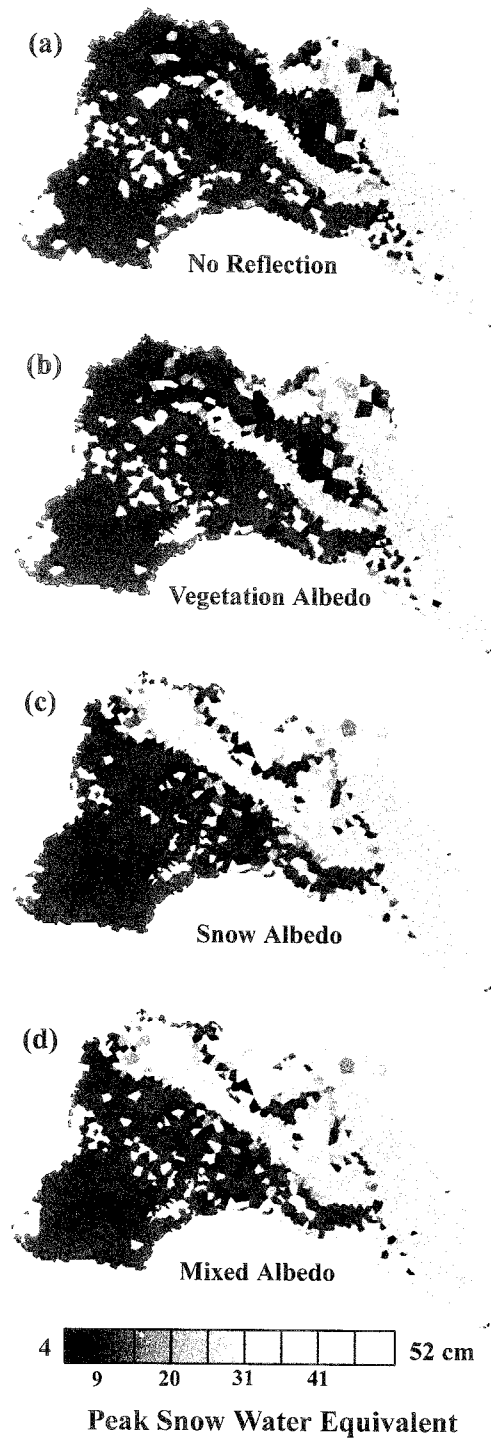 (a)
No Reflection
(b)
Vegetation Albedo
(c)
Snow Albedo
(d)
Mixed Albedo
4 52 cm
9 20 31 41
Peak Snow Water Equivalent